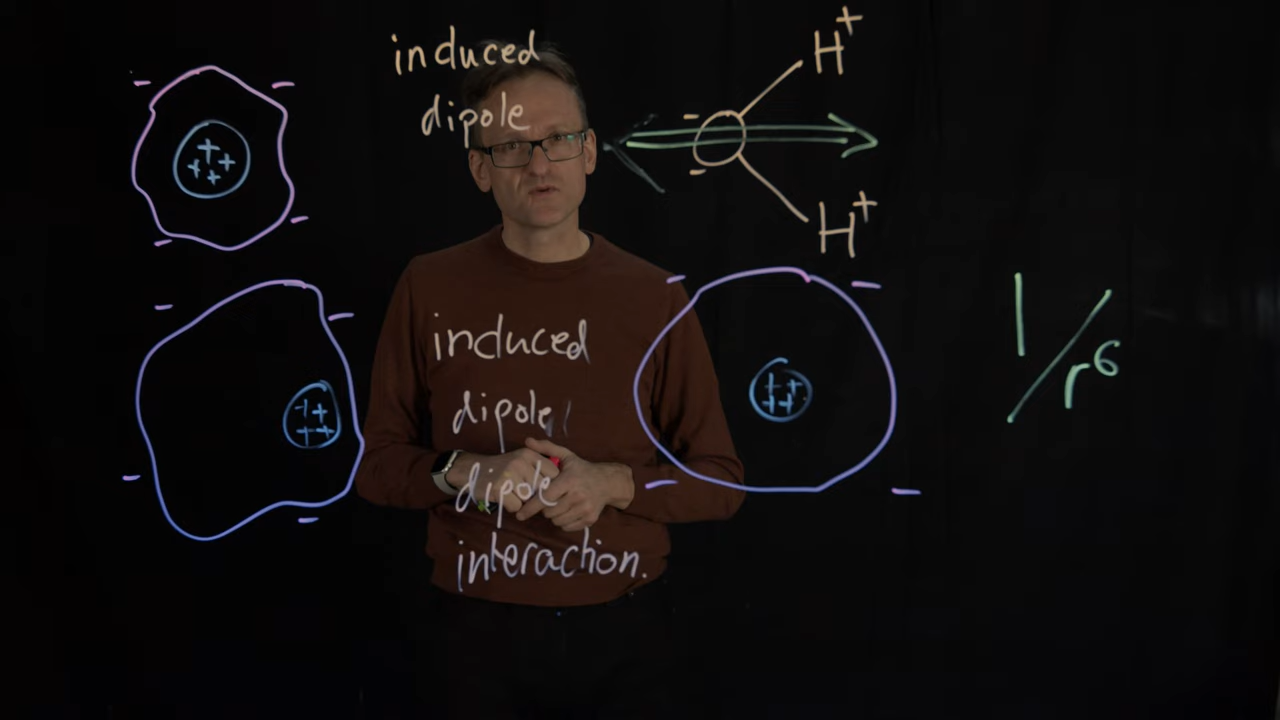 induced
dipole
H+
H+
induced
dipole
dipole
interaction.
1/r⁶